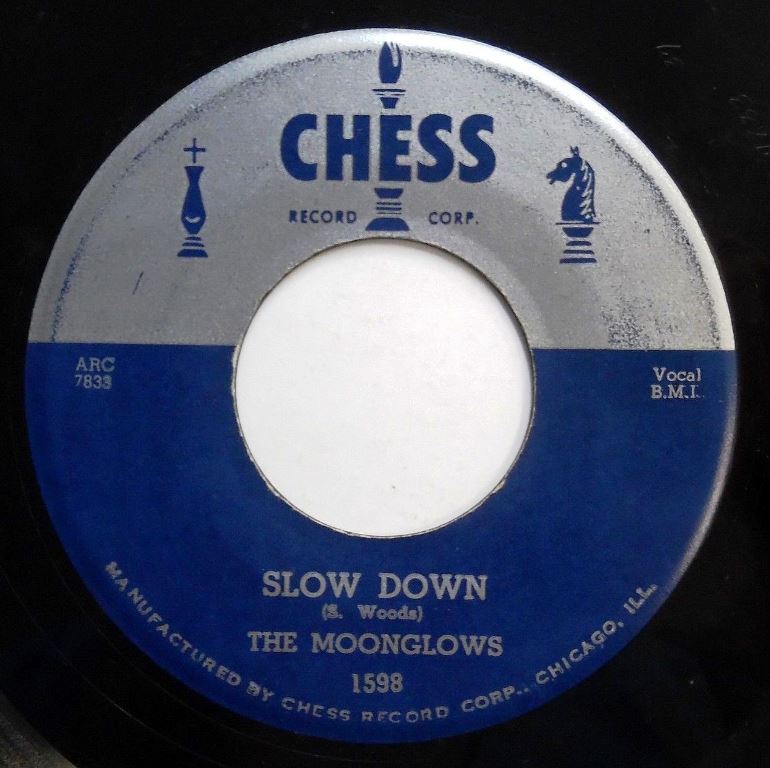 CHESS
RECORD CORP.
ARC
7833
Vocal
B.M.I.
SLOW DOWN
(S. Woods)
THE MOONGLOWS
1598
MANUFACTURED BY CHESS RECORD CORP., CHICAGO, ILL.